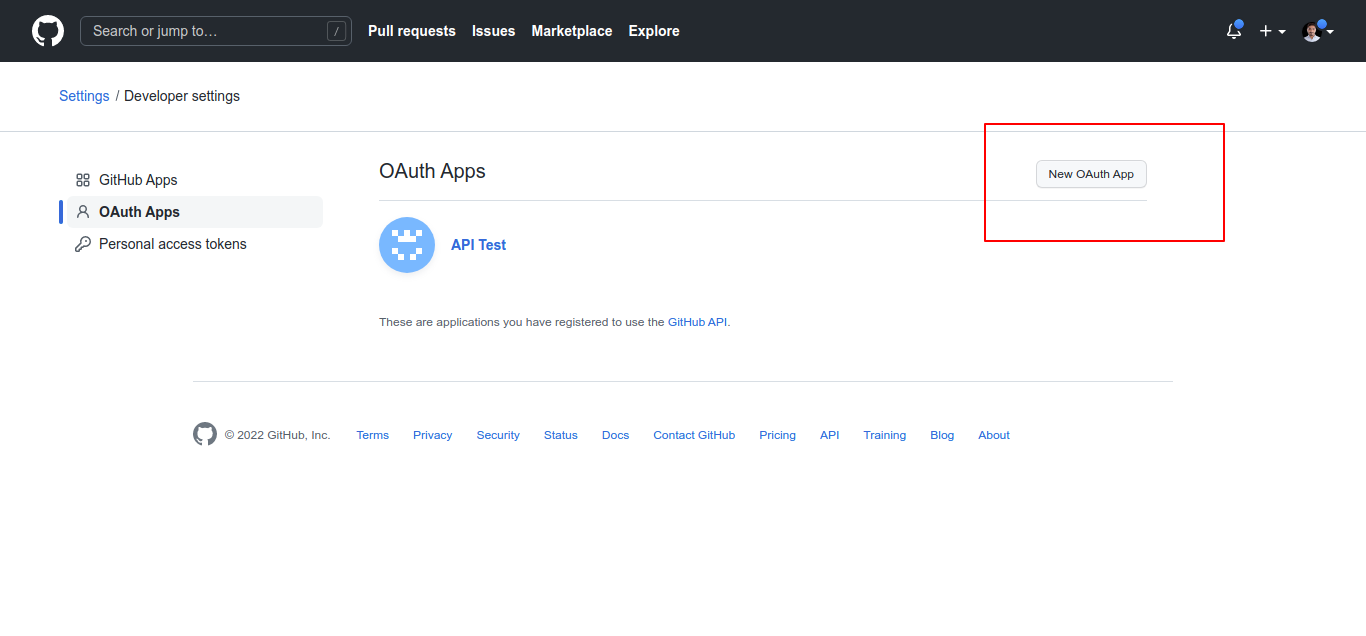 Search or jump to…
/
Pull requests
Issues
Marketplace
Explore
Settings / Developer settings
GitHub Apps
OAuth Apps
Personal access tokens
OAuth Apps
New OAuth App
API Test
These are applications you have registered to use the GitHub API.
© 2022 GitHub, Inc.
Terms
Privacy
Security
Status
Docs
Contact GitHub
Pricing
API
Training
Blog
About